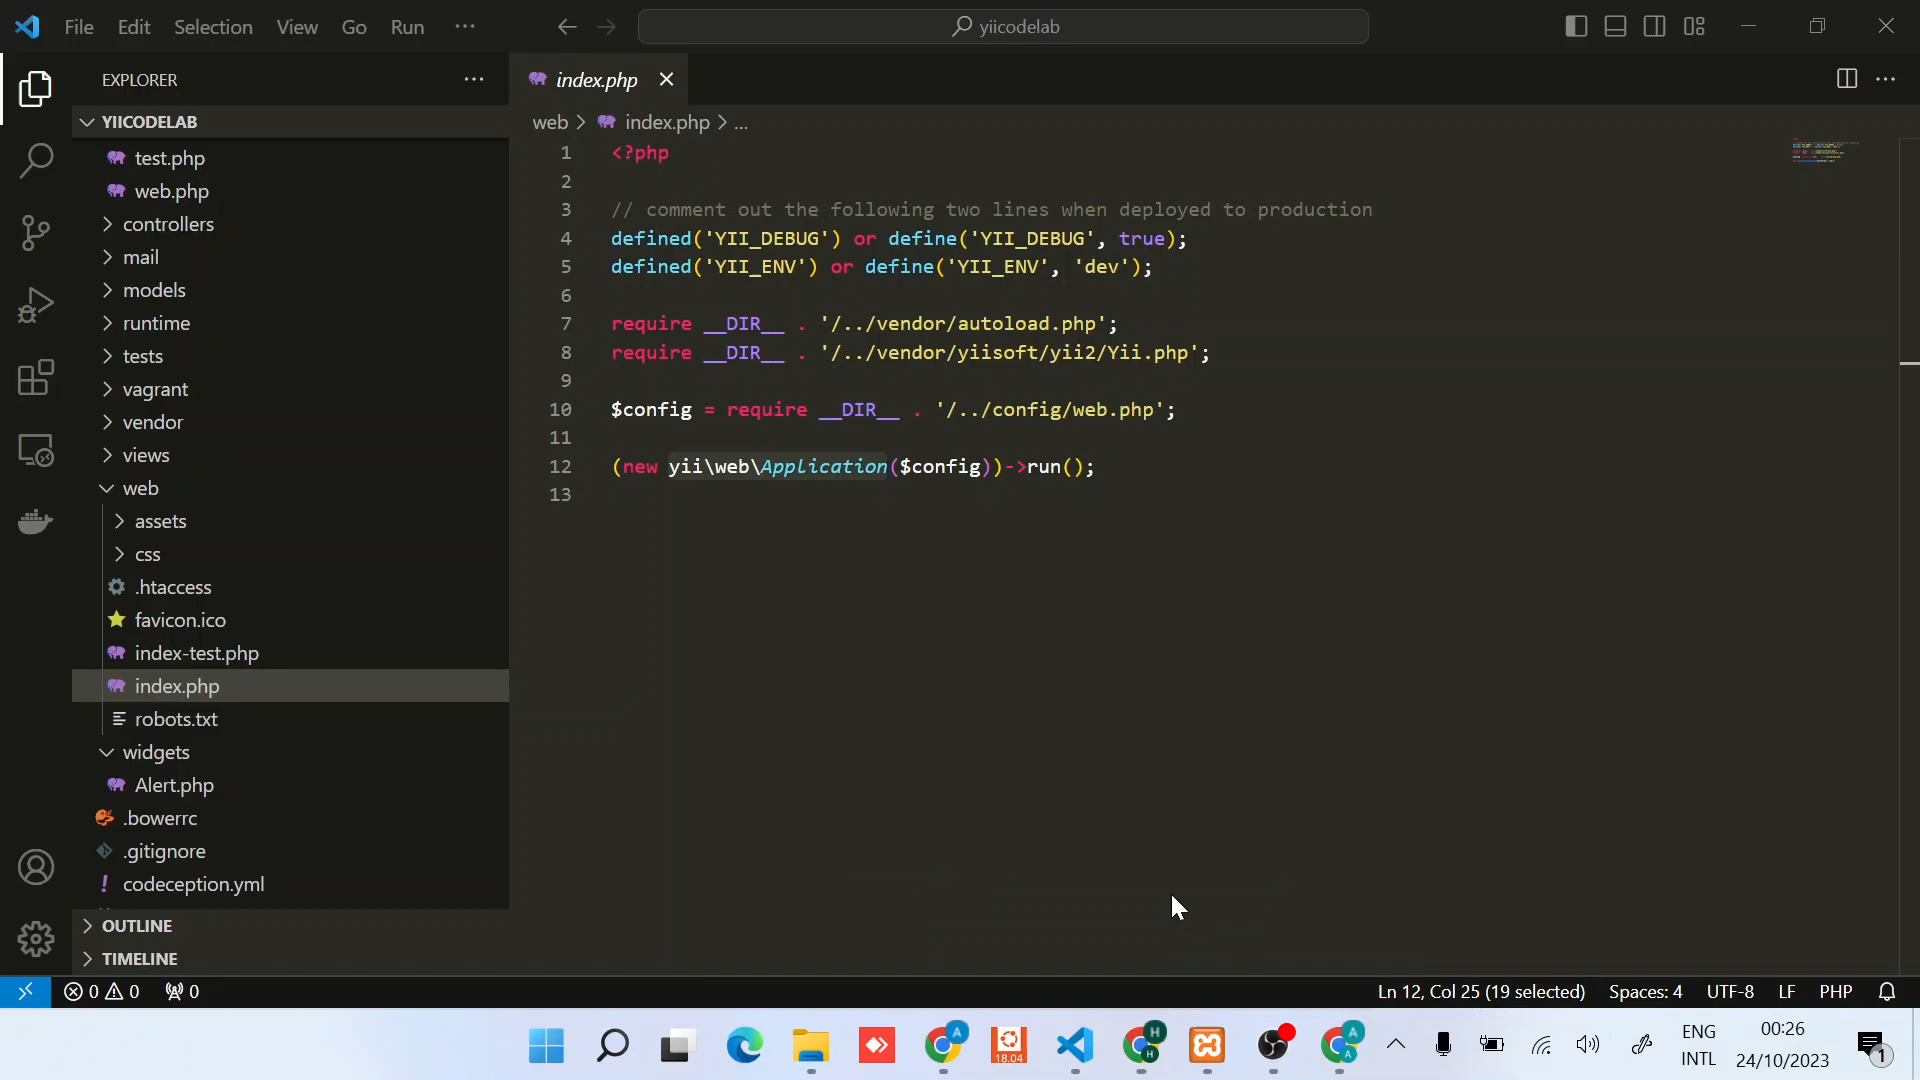 File Edit Selection View Go Run ··· yiicodelab
EXPLORER ···
index.php
YIICODELAB
web > index.php > ...
test.php
web.php
controllers
mail
models
runtime
tests
vagrant
vendor
views
web
assets
css
.htaccess
favicon.ico
index-test.php
index.php
robots.txt
widgets
Alert.php
.bowerrc
.gitignore
codeception.yml
OUTLINE
TIMELINE
1 <?php
2
3 // comment out the following two lines when deployed to production
4 defined('YII_DEBUG') or define('YII_DEBUG', true);
5 defined('YII_ENV') or define('YII_ENV', 'dev');
6
7 require __DIR__ . '/../vendor/autoload.php';
8 require __DIR__ . '/../vendor/yiisoft/yii2/Yii.php';
9
10 $config = require __DIR__ . '/../config/web.php';
11
12 (new yii\web\Application($config))->run();
13
0 0 0 Ln 12, Col 25 (19 selected) Spaces: 4 UTF-8 LF PHP
A 18.04 H H A A
ENG
INTL
00:26
24/10/2023
1